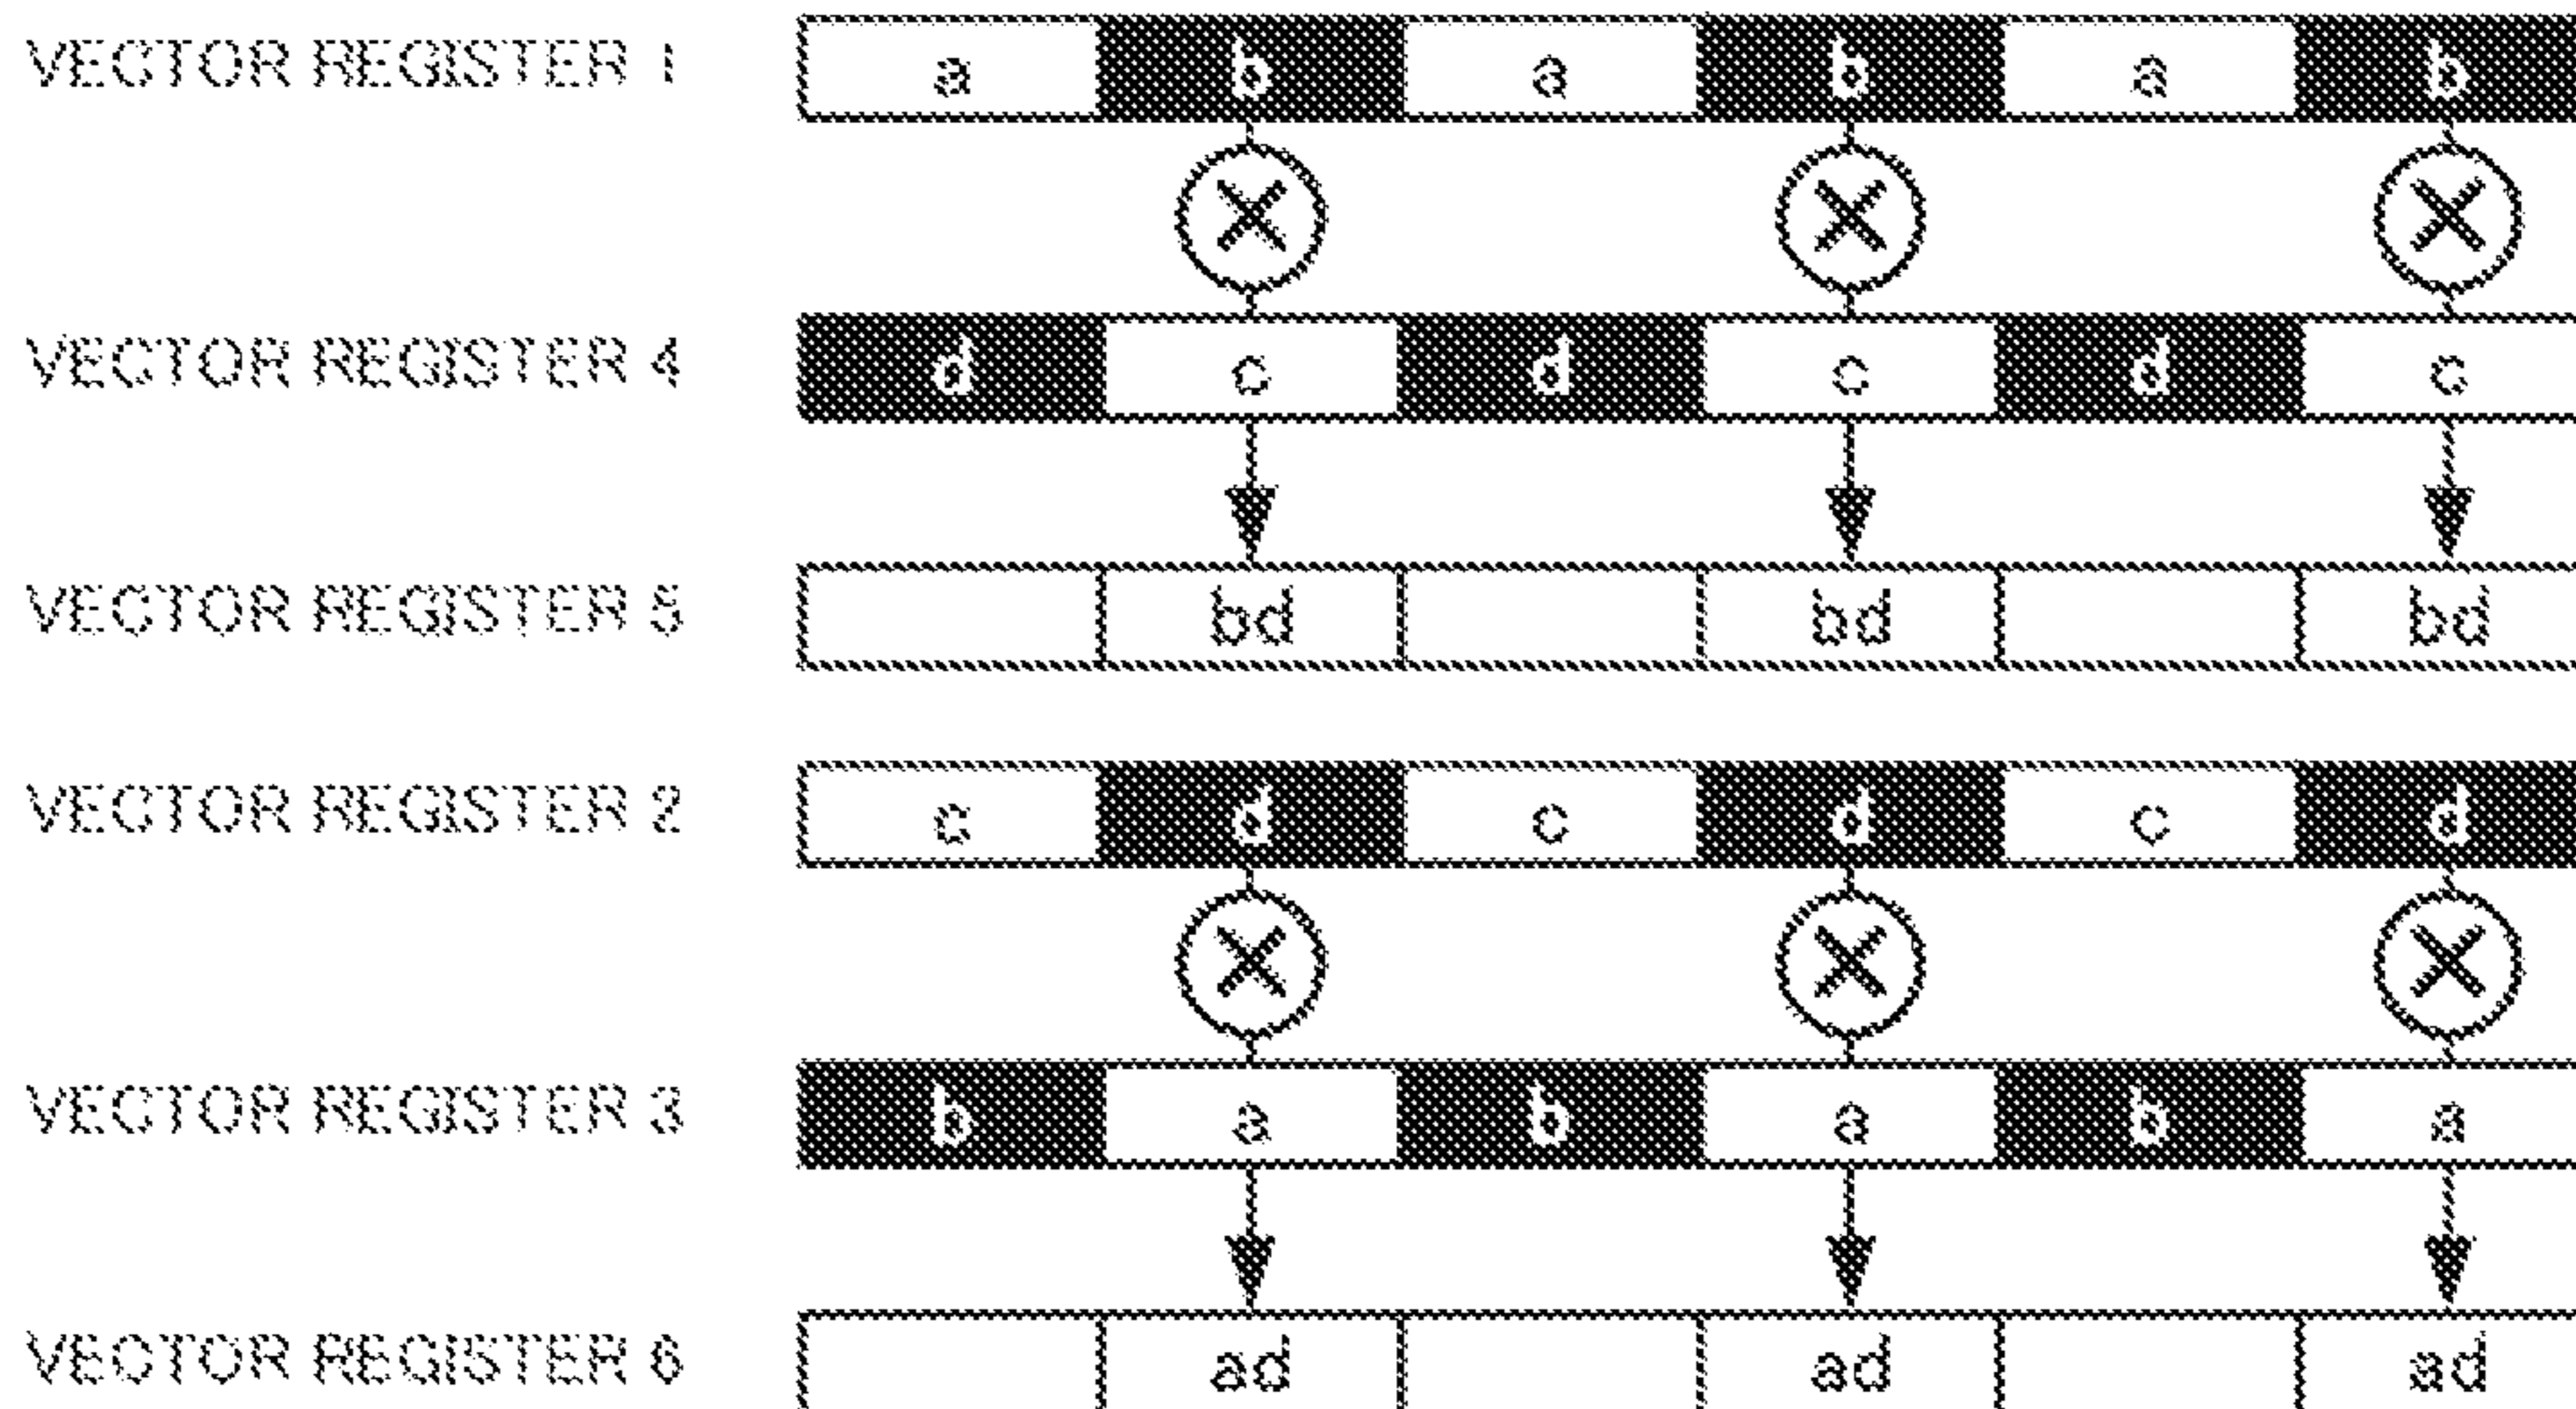 VECTOR REGISTER 1 a b a b a b
VECTOR REGISTER 4 d c d c d c
VECTOR REGISTER 5 bd bd bd
VECTOR REGISTER 2 c d c d c d
VECTOR REGISTER 3 b a b a b a
VECTOR REGISTER 6 ad ad ad